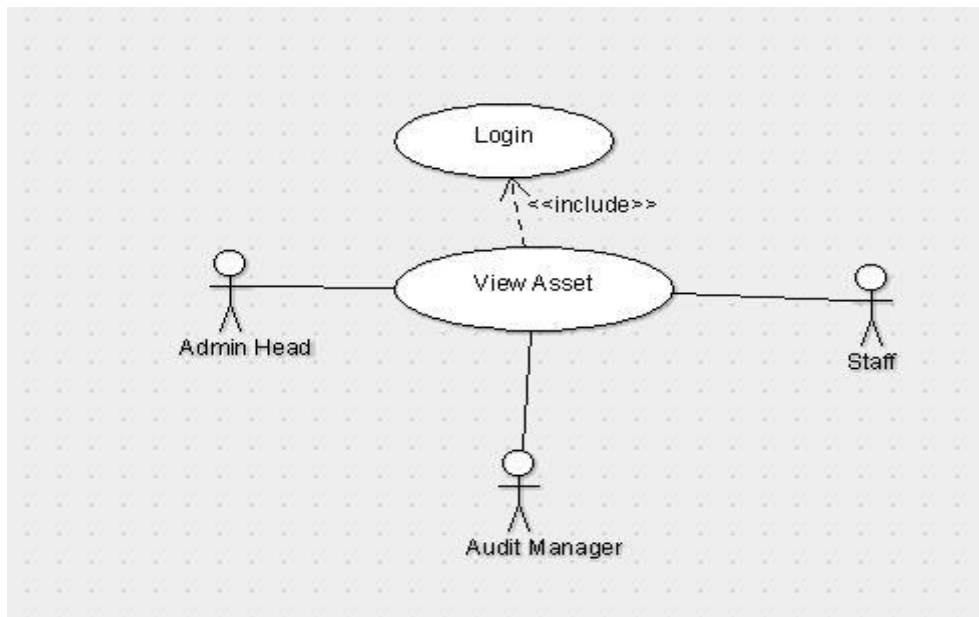 Login
<<include>>
View Asset
Admin Head
Staff
Audit Manager